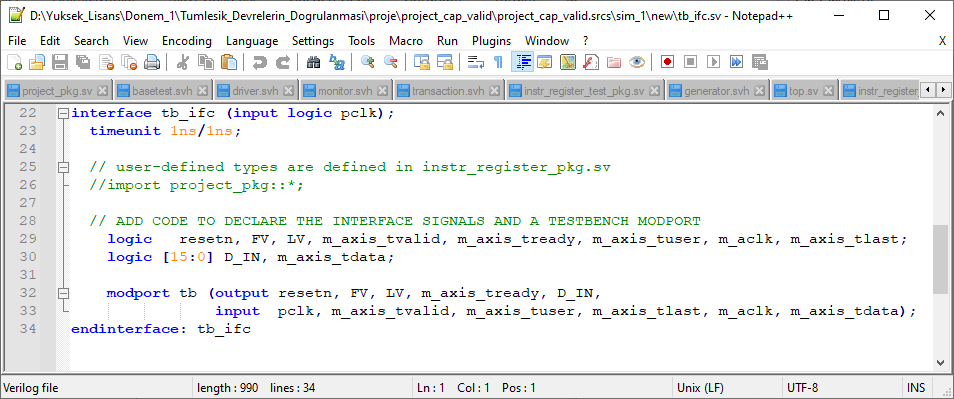 D:\Yuksek_Lisans\Donem_1\Tumlesik_Devrelerin_Dogrulanmasi\proje\project_cap_valid\project_cap_valid.srcs\sim_1\new\tb_ifc.sv - Notepad++
File Edit Search View Encoding Language Settings Tools Macro Run Plugins Window ? X
project_pkg.sv basetest.svh driver.svh monitor.svh transaction.svh instr_register_test_pkg.sv generator.svh top.sv instr_register
22 interface tb_ifc (input logic pclk);
23 timeunit 1ns/1ns;
24
25 // user-defined types are defined in instr_register_pkg.sv
26 //import project_pkg::*;
27
28 // ADD CODE TO DECLARE THE INTERFACE SIGNALS AND A TESTBENCH MODPORT
29 logic resetn, FV, LV, m_axis_tvalid, m_axis_tready, m_axis_tuser, m_aclk, m_axis_tlast;
30 logic [15:0] D_IN, m_axis_tdata;
31
32 modport tb (output resetn, FV, LV, m_axis_tready, D_IN,
33 input pclk, m_axis_tvalid, m_axis_tuser, m_axis_tlast, m_aclk, m_axis_tdata);
34 endinterface: tb_ifc
Verilog file length : 990 lines : 34 Ln : 1 Col : 1 Pos : 1 Unix (LF) UTF-8 INS